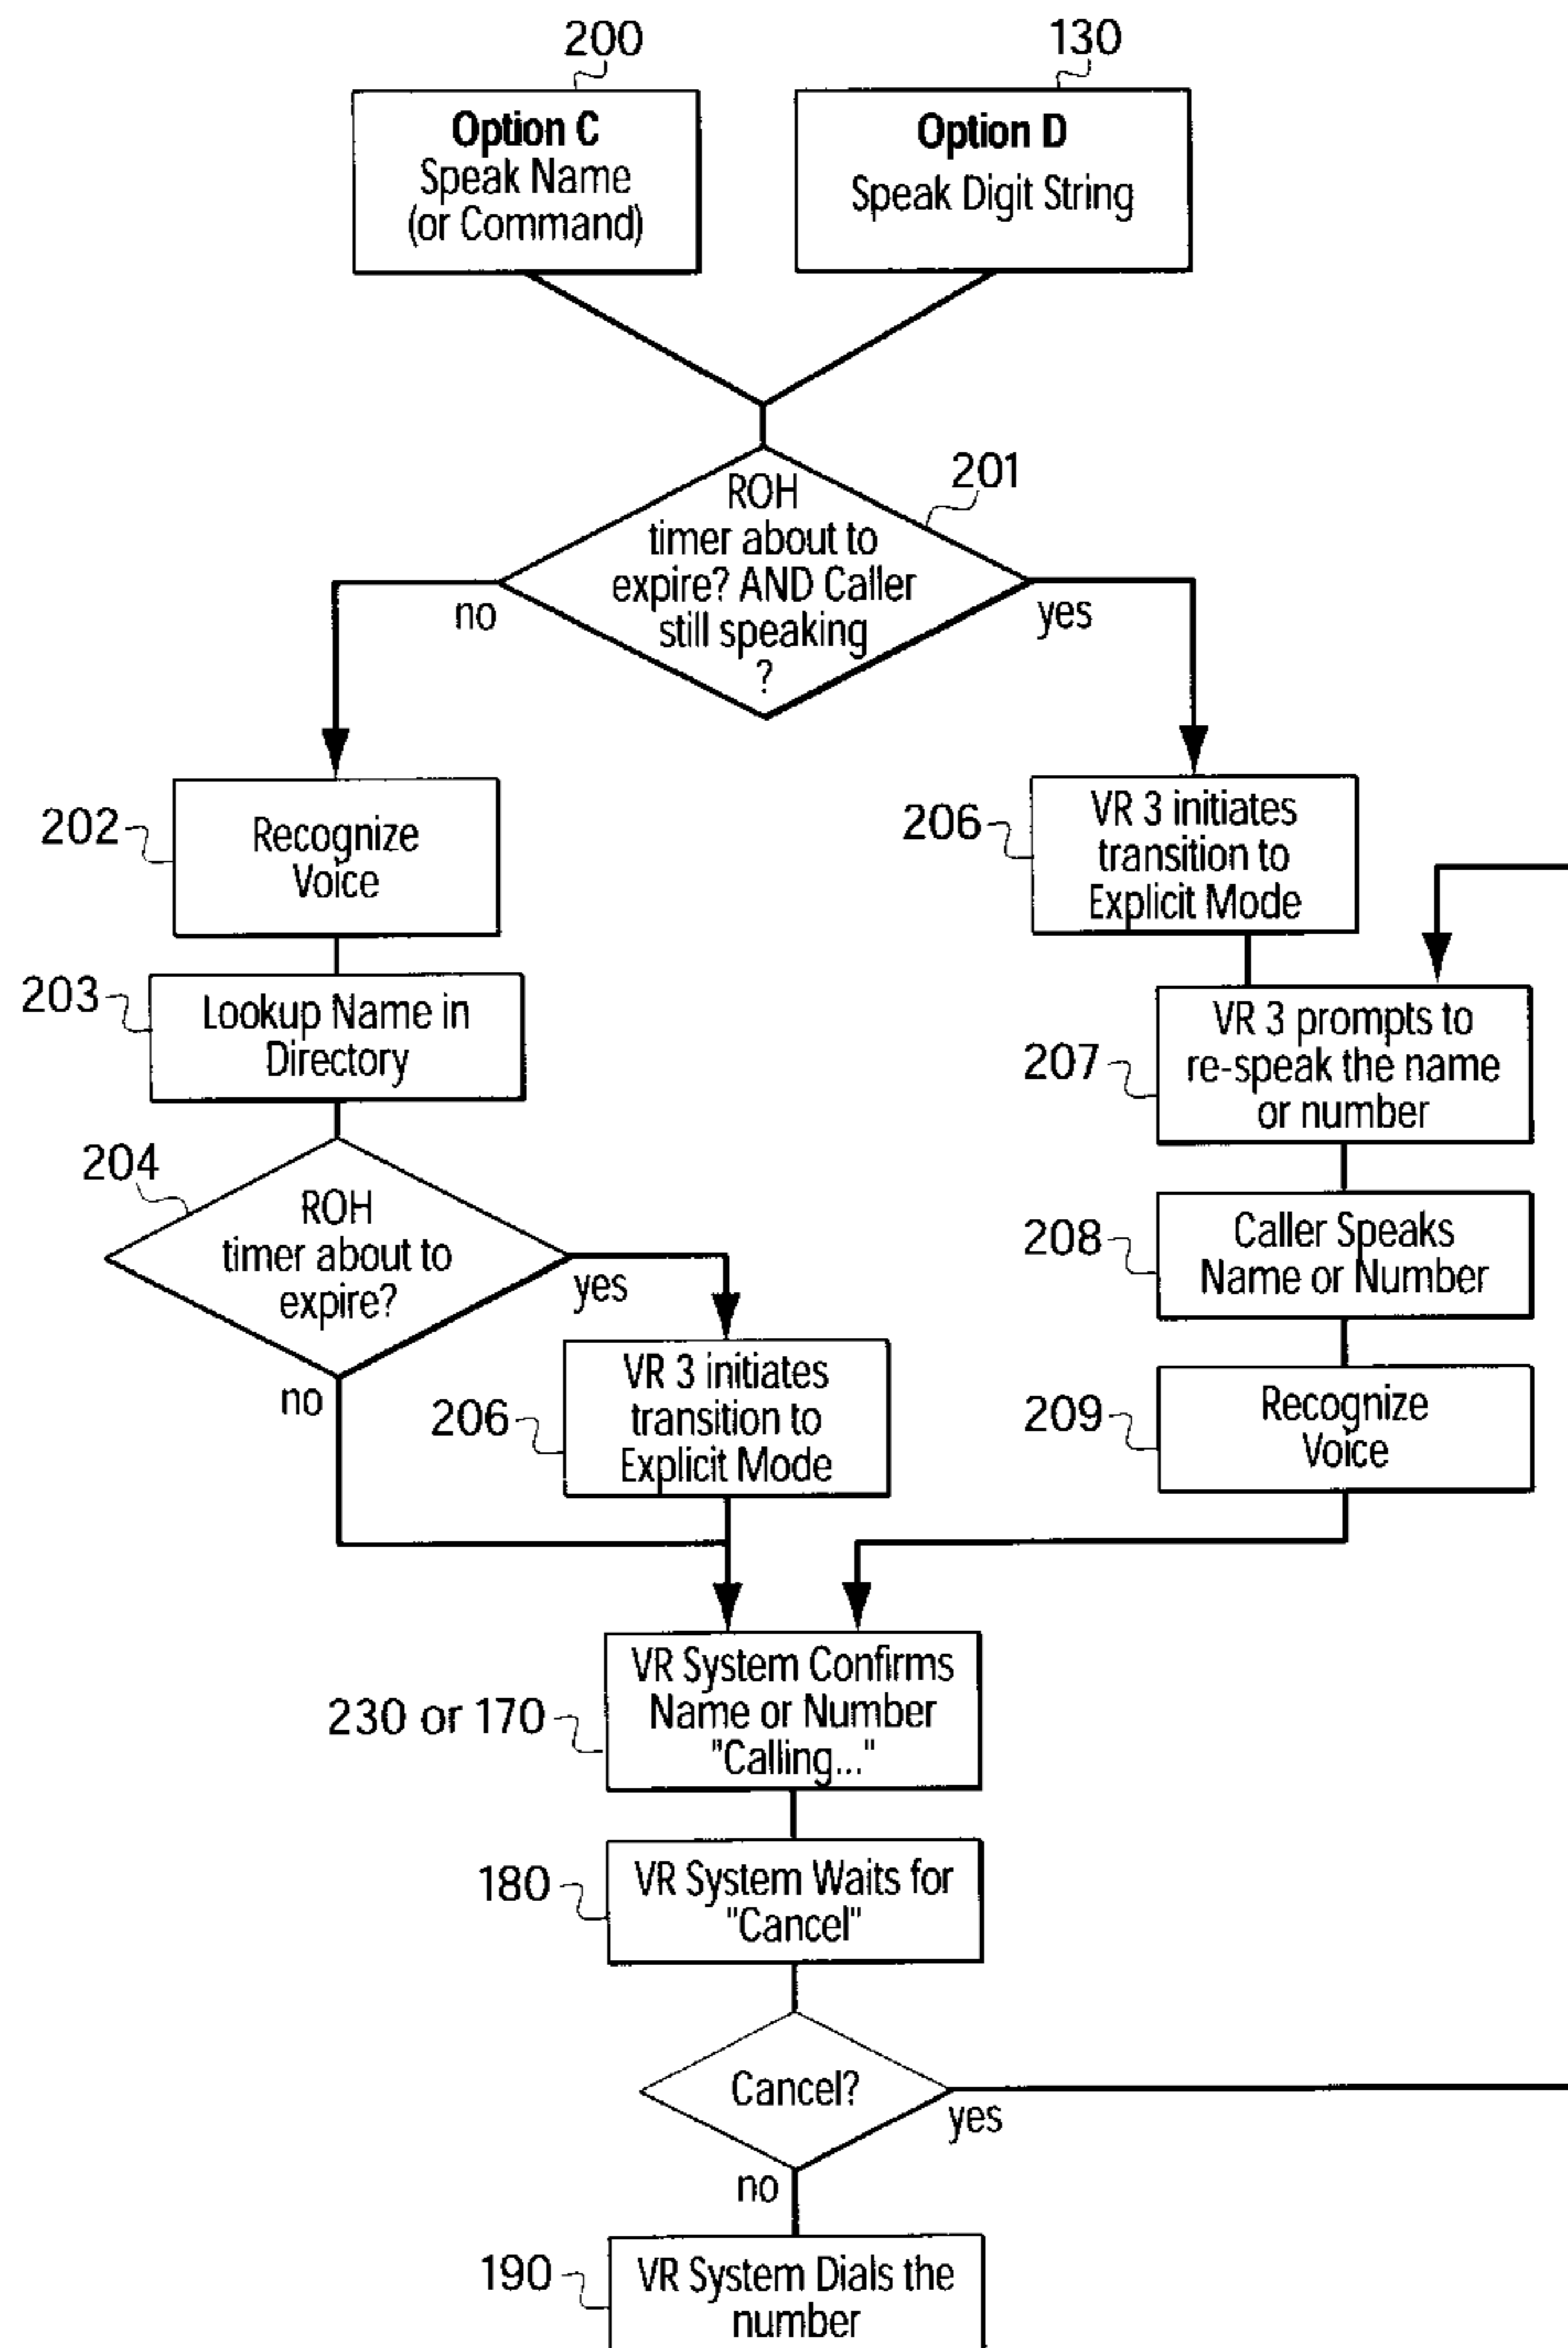 200
130
Option C
Speak Name
(or Command)
Option D
Speak Digit String
201
ROH
timer about to
expire? AND Caller
still speaking
?
no
yes
202
Recognize
Voice
206
VR 3 initiates
transition to
Explicit Mode
203
Lookup Name in
Directory
207
VR 3 prompts to
re-speak the name
or number
204
ROH
timer about to
expire?
yes
no
208
Caller Speaks
Name or Number
206
VR 3 initiates
transition to
Explicit Mode
209
Recognize
Voice
230 or 170
VR System Confirms
Name or Number
"Calling..."
180
VR System Waits for
"Cancel"
Cancel?
yes
no
190
VR System Dials the
number